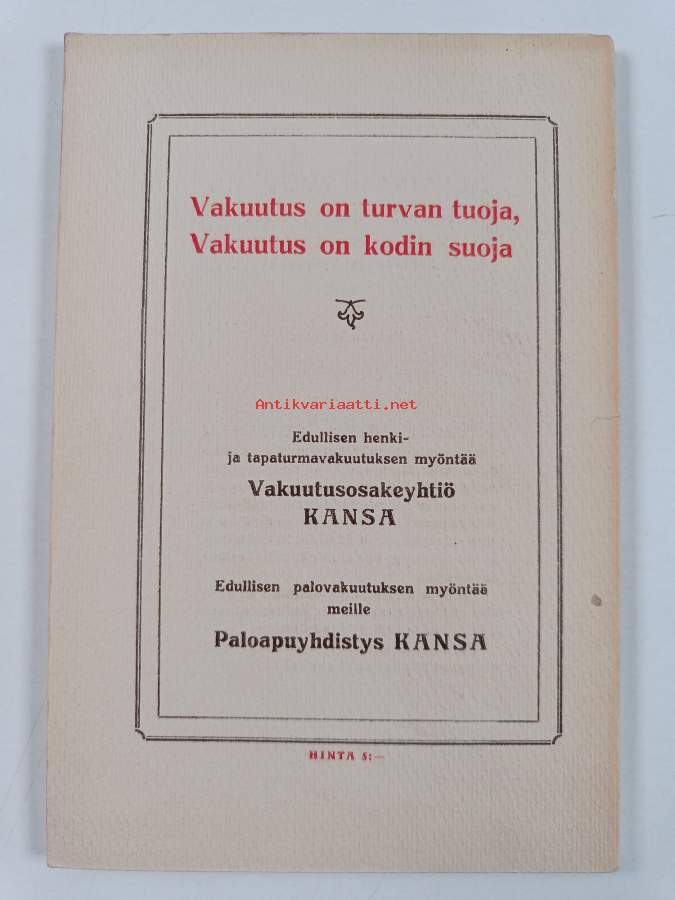 Vakuutus on turvan tuoja,
Vakuutus on kodin suoja
Antikvariaatti.net
Edullisen henki-
ja tapaturmavakuutuksen myöntää
Vakuutusosakeyhtiö
KANSA
Edullisen palovakuutuksen myöntää
meille
Paloapuyhdistys KANSA
HINTA 5:—